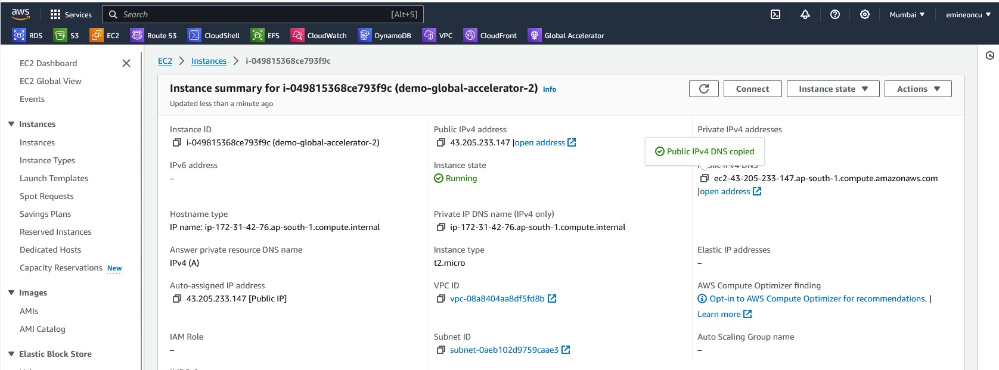 aws
Services
Search
[Alt+S]
Mumbai
emineoncu
RDS
S3
EC2
Route 53
CloudShell
EFS
CloudWatch
DynamoDB
VPC
CloudFront
Global Accelerator
EC2 Dashboard
EC2 Global View
Events
Instances
Instances
Instance Types
Launch Templates
Spot Requests
Savings Plans
Reserved Instances
Dedicated Hosts
Capacity Reservations New
Images
AMIs
AMI Catalog
Elastic Block Store
EC2 > Instances > i-049815368ce793f9c
Instance summary for i-049815368ce793f9c (demo-global-accelerator-2) Info
Updated less than a minute ago
Connect
Instance state
Actions
Instance ID
i-049815368ce793f9c (demo-global-accelerator-2)
Public IPv4 address
43.205.233.147 |open address
Private IPv4 addresses
Public IPv4 DNS copied
IPv6 address
–
Instance state
Running
Public IPv4 DNS
ec2-43-205-233-147.ap-south-1.compute.amazonaws.com
|open address
Hostname type
IP name: ip-172-31-42-76.ap-south-1.compute.internal
Private IP DNS name (IPv4 only)
ip-172-31-42-76.ap-south-1.compute.internal
Answer private resource DNS name
IPv4 (A)
Instance type
t2.micro
Elastic IP addresses
–
Auto-assigned IP address
43.205.233.147 [Public IP]
VPC ID
vpc-08a8404aa8df5fd8b
AWS Compute Optimizer finding
Opt-in to AWS Compute Optimizer for recommendations. |
Learn more
IAM Role
–
Subnet ID
subnet-0aeb102d9759caae3
Auto Scaling Group name
–